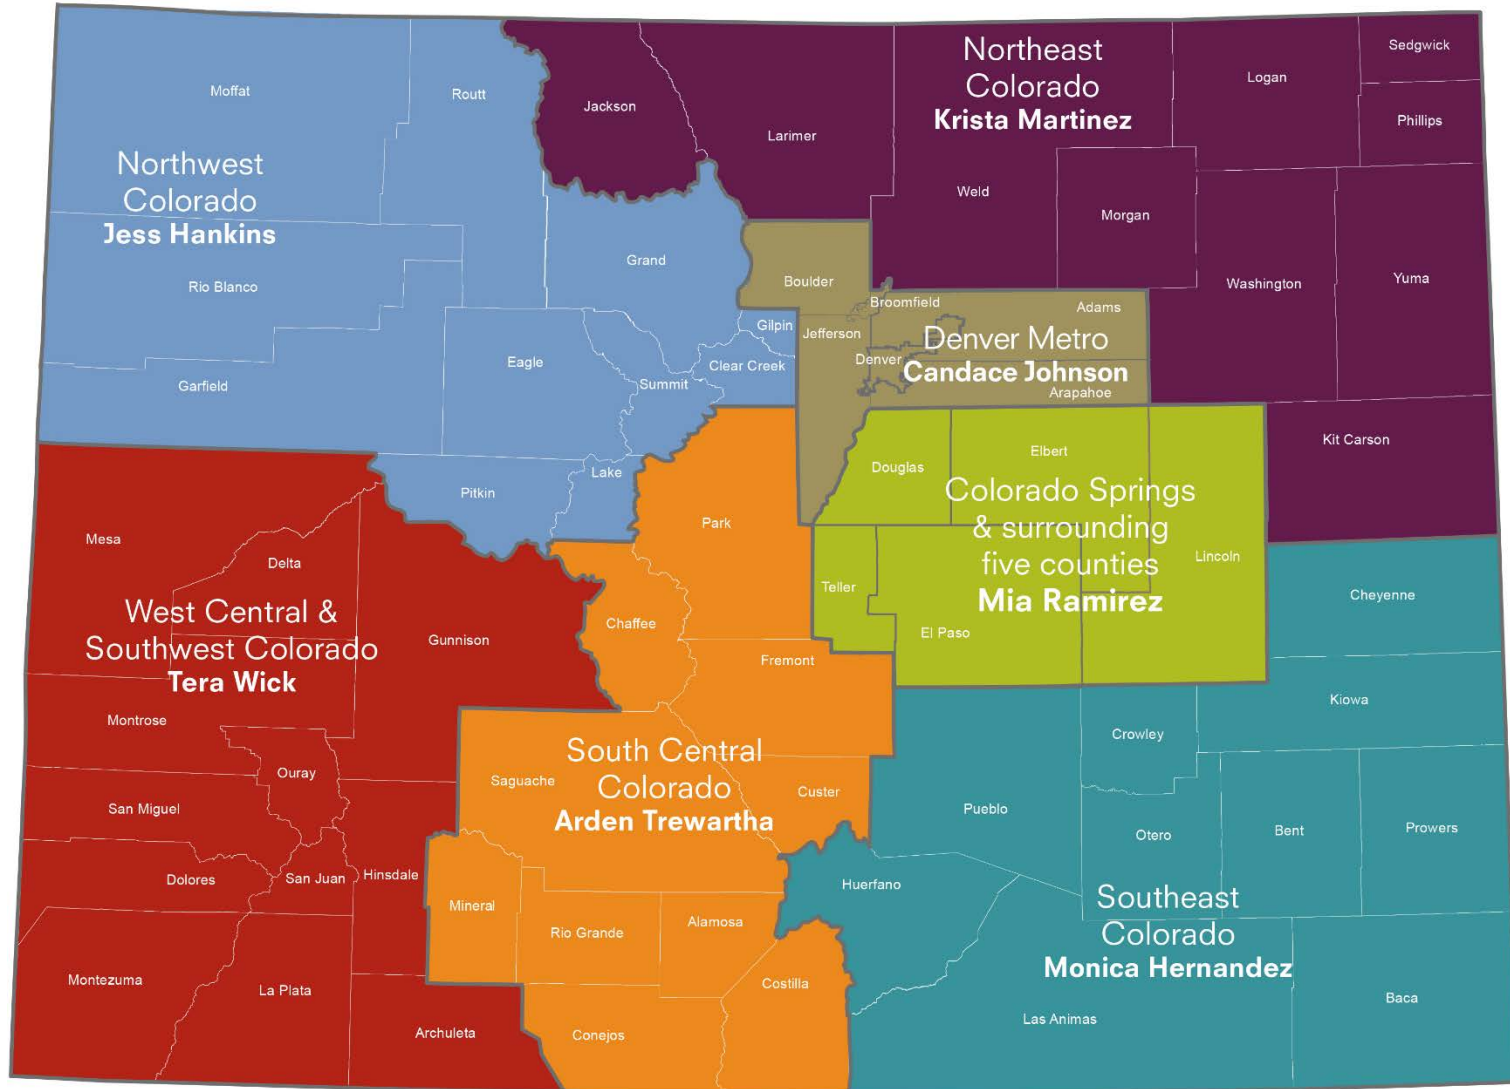 Moffat
Routt
Northwest
Colorado
Jess Hankins
Rio Blanco
Garfield
Grand
Eagle
Summit
Gilpin
Clear Creek
Pitkin
Lake
Northeast
Colorado
Krista Martinez
Jackson
Larimer
Weld
Logan
Sedgwick
Phillips
Morgan
Washington
Yuma
Kit Carson
Boulder
Broomfield
Adams
Jefferson
Denver Metro
Denver
Candace Johnson
Arapahoe
Douglas
Elbert
Colorado Springs
& surrounding
five counties
Mia Ramirez
Lincoln
Teller
El Paso
Mesa
Delta
West Central &
Southwest Colorado
Tera Wick
Gunnison
Montrose
Ouray
San Miguel
Dolores
San Juan
Hinsdale
Montezuma
La Plata
Archuleta
Park
Chaffee
Fremont
South Central
Colorado
Arden Trewartha
Saguache
Custer
Mineral
Rio Grande
Alamosa
Conejos
Costilla
Cheyenne
Kiowa
Crowley
Pueblo
Otero
Bent
Prowers
Huerfano
Southeast
Colorado
Monica Hernandez
Las Animas
Baca